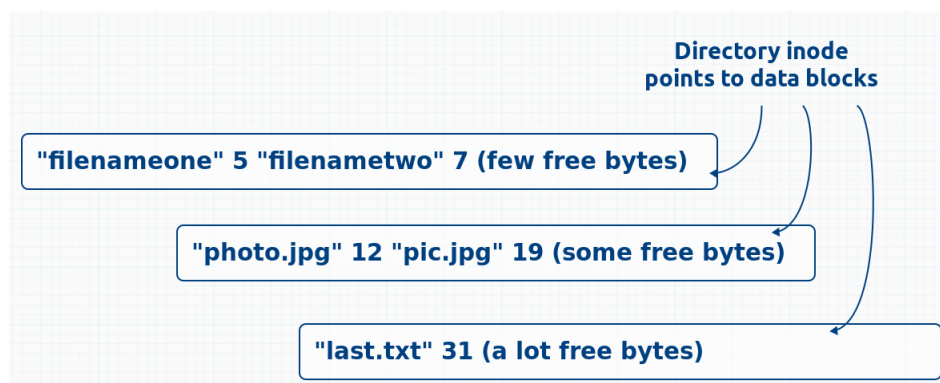 Directory inode
points to data blocks
"filenameone" 5 "filenametwo" 7 (few free bytes)
"photo.jpg" 12 "pic.jpg" 19 (some free bytes)
"last.txt" 31 (a lot free bytes)